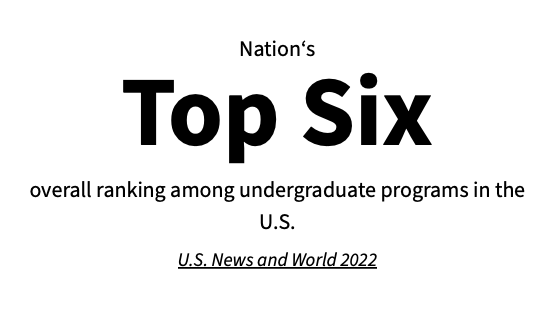 Nation‘s
Top Six
overall ranking among undergraduate programs in the
U.S.
U.S. News and World 2022